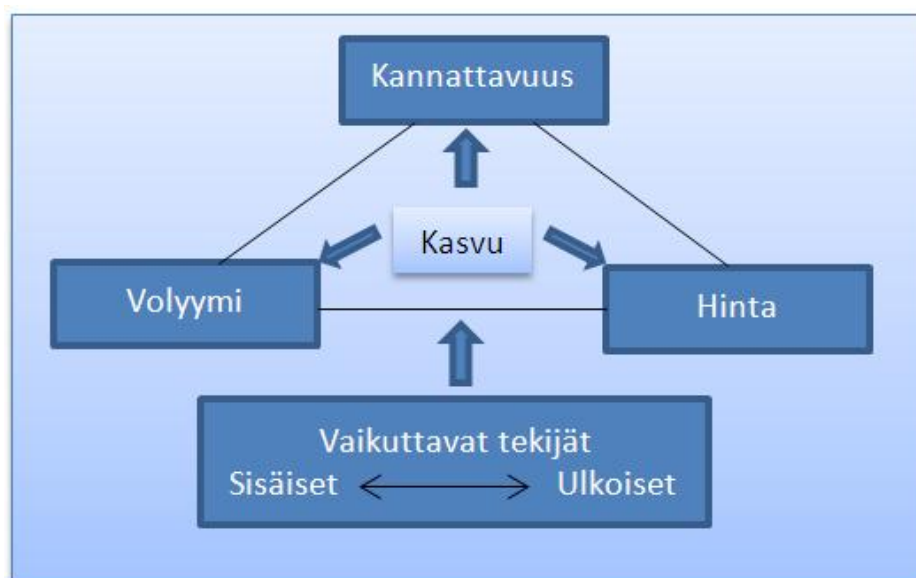 Kannattavuus
Kasvu
Volyymi
Hinta
Vaikuttavat tekijät
Sisäiset Ulkoiset